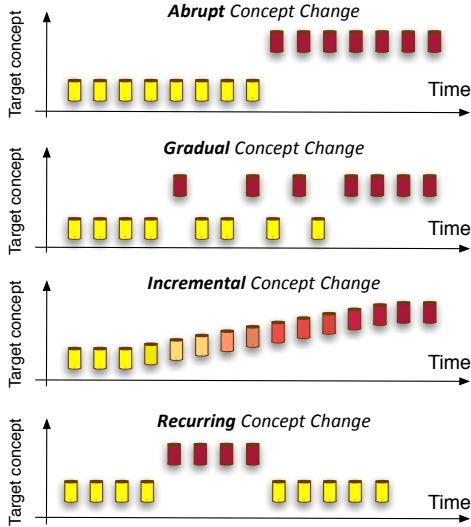 Abrupt Concept Change
Target concept
Time
Gradual Concept Change
Target concept
Time
Incremental Concept Change
Target concept
Time
Recurring Concept Change
Target concept
Time